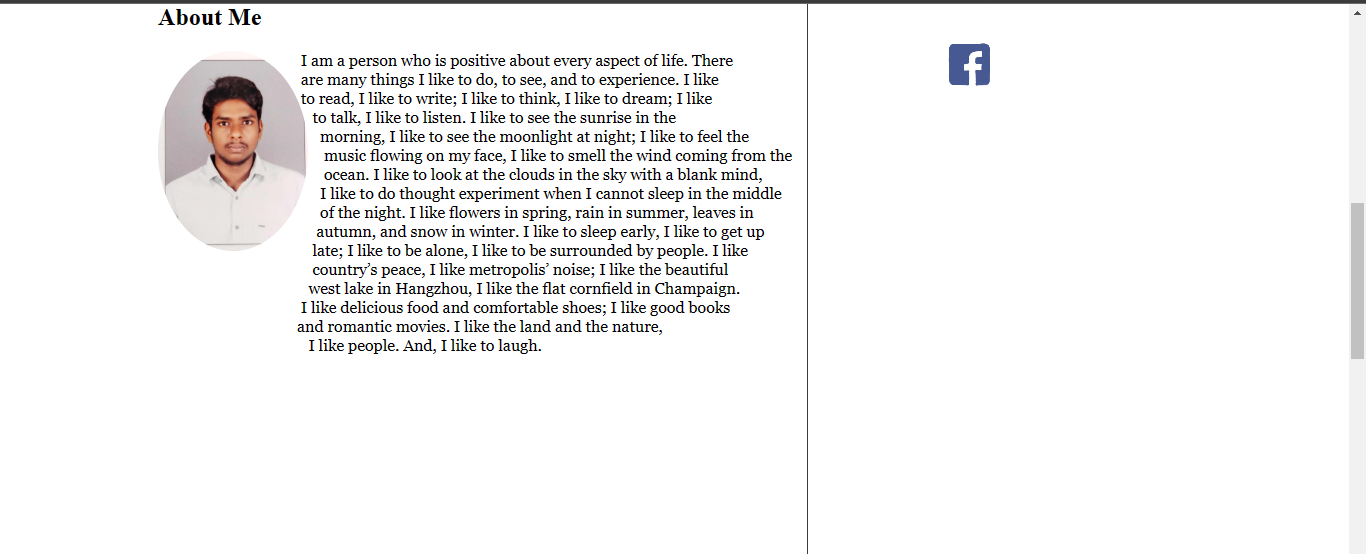 About Me
I am a person who is positive about every aspect of life. There
are many things I like to do, to see, and to experience. I like
to read, I like to write; I like to think, I like to dream; I like
to talk, I like to listen. I like to see the sunrise in the
morning, I like to see the moonlight at night; I like to feel the
music flowing on my face, I like to smell the wind coming from the
ocean. I like to look at the clouds in the sky with a blank mind,
I like to do thought experiment when I cannot sleep in the middle
of the night. I like flowers in spring, rain in summer, leaves in
autumn, and snow in winter. I like to sleep early, I like to get up
late; I like to be alone, I like to be surrounded by people. I like
country’s peace, I like metropolis’ noise; I like the beautiful
west lake in Hangzhou, I like the flat cornfield in Champaign.
I like delicious food and comfortable shoes; I like good books
and romantic movies. I like the land and the nature,
I like people. And, I like to laugh.